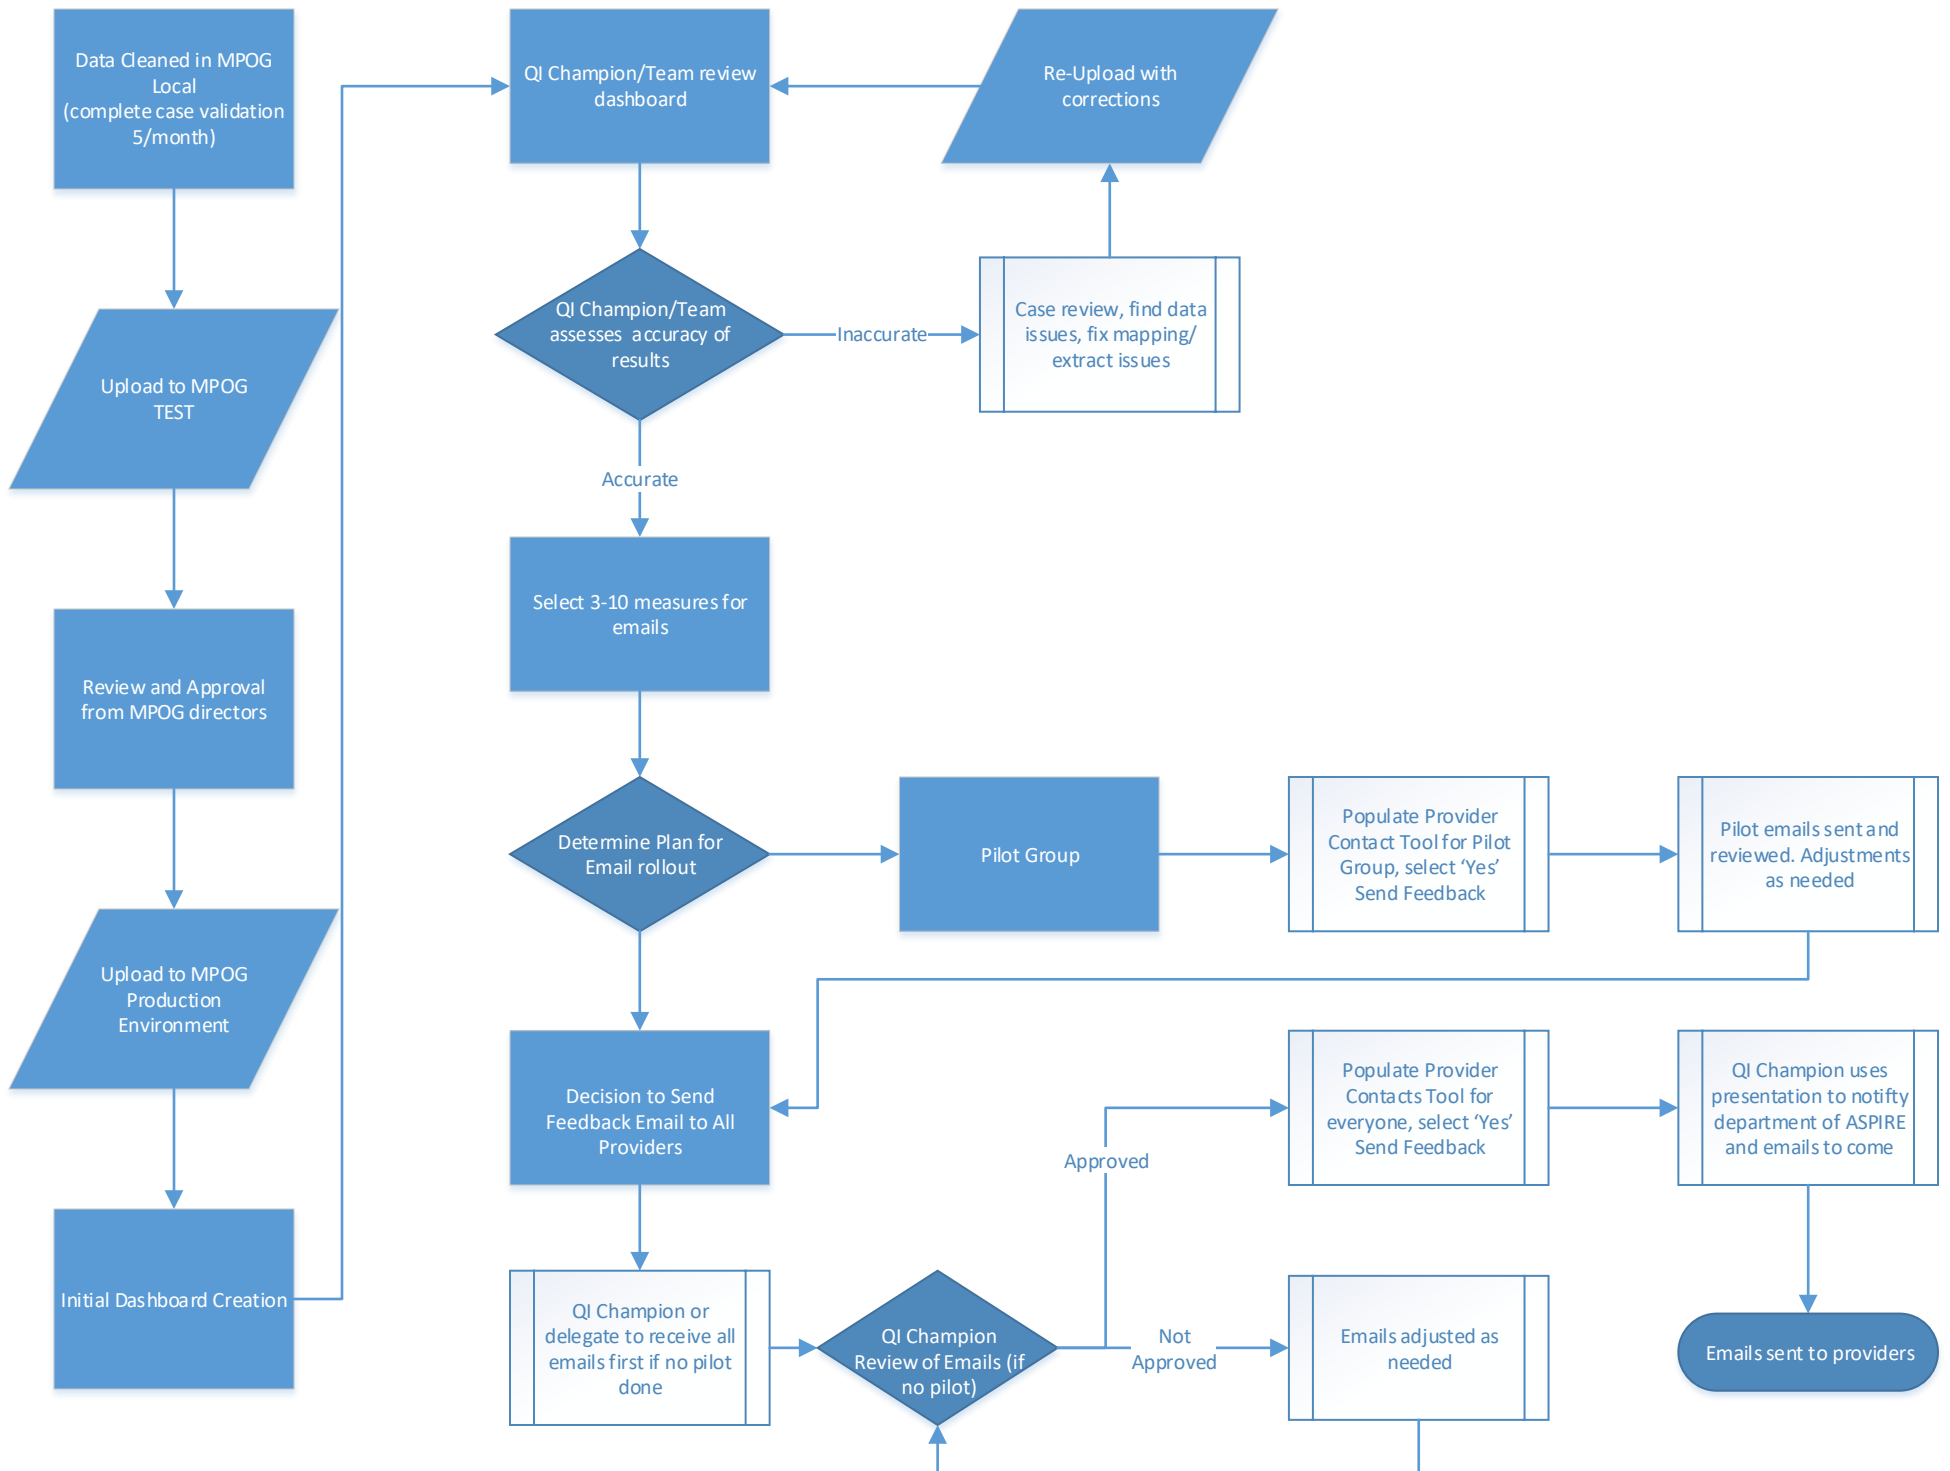 Data Cleaned in MPOG
Local
(complete case validation
5/month)
Upload to MPOG
TEST
Review and Approval
from MPOG directors
Upload to MPOG
Production
Environment
Initial Dashboard Creation
QI Champion/Team review
dashboard
Re-Upload with
corrections
QI Champion/Team
assesses accuracy of
results
Inaccurate
Case review, find data
issues, fix mapping/
extract issues
Accurate
Select 3-10 measures for
emails
Determine Plan for
Email rollout
Pilot Group
Populate Provider
Contact Tool for Pilot
Group, select ‘Yes’
Send Feedback
Pilot emails sent and
reviewed. Adjustments
as needed
Decision to Send
Feedback Email to All
Providers
QI Champion or
delegate to receive all
emails first if no pilot
done
QI Champion
Review of Emails (if
no pilot)
Approved
Populate Provider
Contacts Tool for
everyone, select ‘Yes’
Send Feedback
QI Champion uses
presentation to notifty
department of ASPIRE
and emails to come
Not
Approved
Emails adjusted as
needed
Emails sent to providers